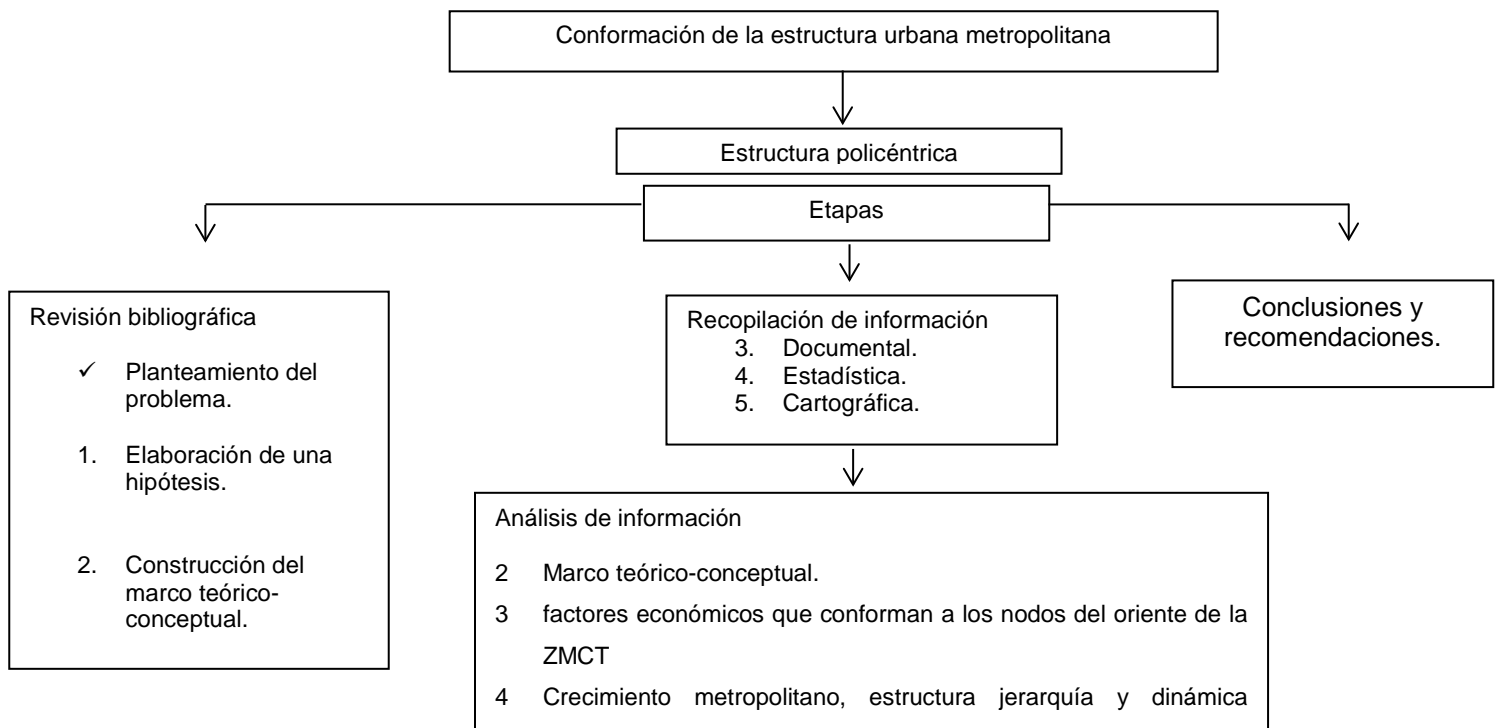 Conformación de la estructura urbana metropolitana
Estructura policéntrica
Etapas
Revisión bibliográfica
✓ Planteamiento del
problema.
1. Elaboración de una
hipótesis.
2. Construcción del
marco teórico-
conceptual.
Recopilación de información
3. Documental.
4. Estadística.
5. Cartográfica.
Conclusiones y
recomendaciones.
Análisis de información
2 Marco teórico-conceptual.
3 factores económicos que conforman a los nodos del oriente de la
ZMCT
4 Crecimiento metropolitano, estructura jerarquía y dinámica